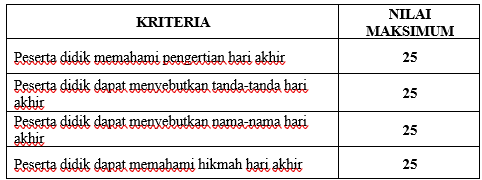 KRITERIA
NILAI
MAKSIMUM
Peserta didik memahami pengertian hari akhir
25
Peserta didik dapat menyebutkan tanda-tanda hari
akhir
25
Peserta didik dapat menyebutkan nama-nama hari
akhir
25
Peserta didik dapat memahami hikmah hari akhir
25